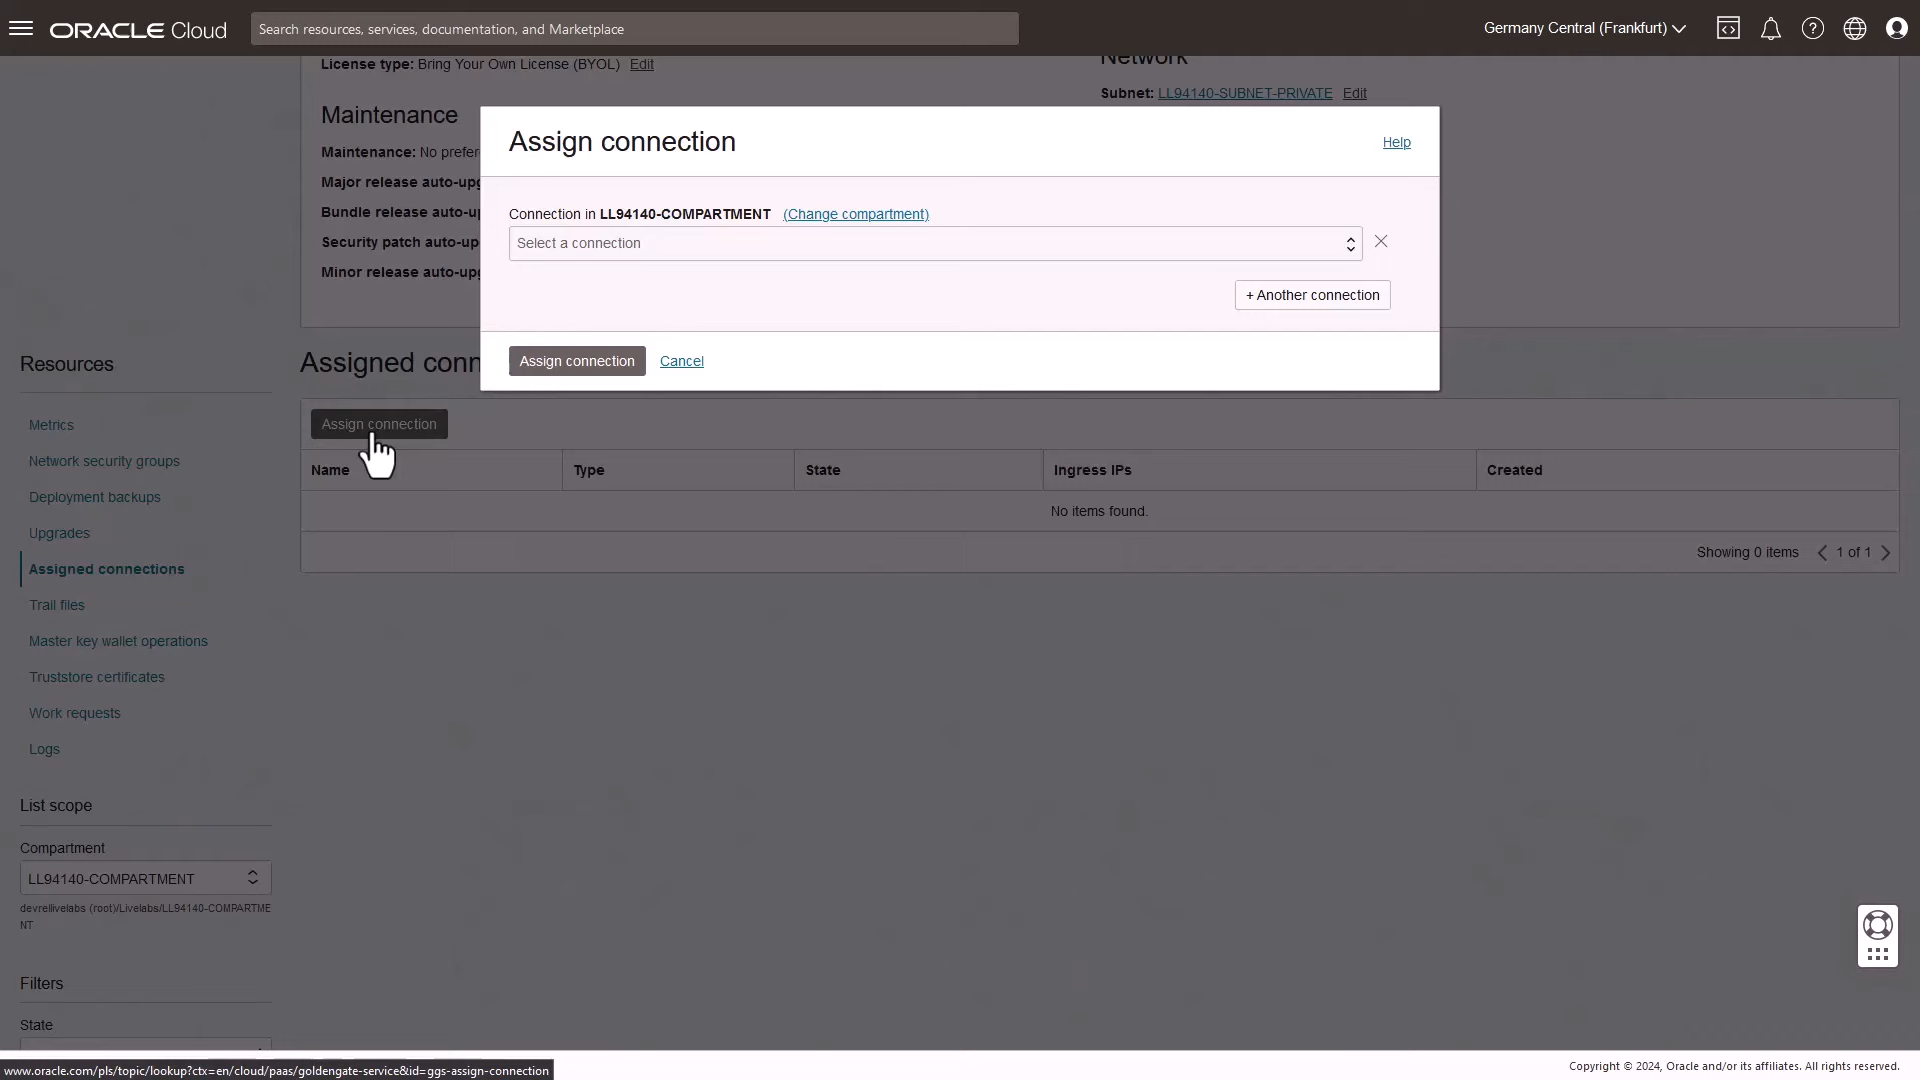 ORACLE Cloud
Search resources, services, documentation, and Marketplace
Germany Central (Frankfurt)
License type: Bring Your Own License (BYOL) Edit
Network
Subnet: LL94140-SUBNET-PRIVATE Edit
Maintenance
Maintenance: No prefer
Major release auto-upg
Bundle release auto-u
Security patch auto-up
Minor release auto-upg
Assign connection
Help
Connection in LL94140-COMPARTMENT (Change compartment)
Select a connection
+ Another connection
Assign connection Cancel
Resources
Metrics
Network security groups
Deployment backups
Upgrades
Assigned connections
Trail files
Master key wallet operations
Truststore certificates
Work requests
Logs
Assigned conn
Assign connection
Name Type State Ingress IPs Created
No items found.
Showing 0 items 1 of 1
List scope
Compartment
LL94140-COMPARTMENT
devrellivelabs (root)/Livelabs/LL94140-COMPARTME
NT
Filters
State
www.oracle.com/pls/topic/lookup?ctx=en/cloud/paas/goldengate-service&id=ggs-assign-connection
Copyright © 2024, Oracle and/or its affiliates. All rights reserved.